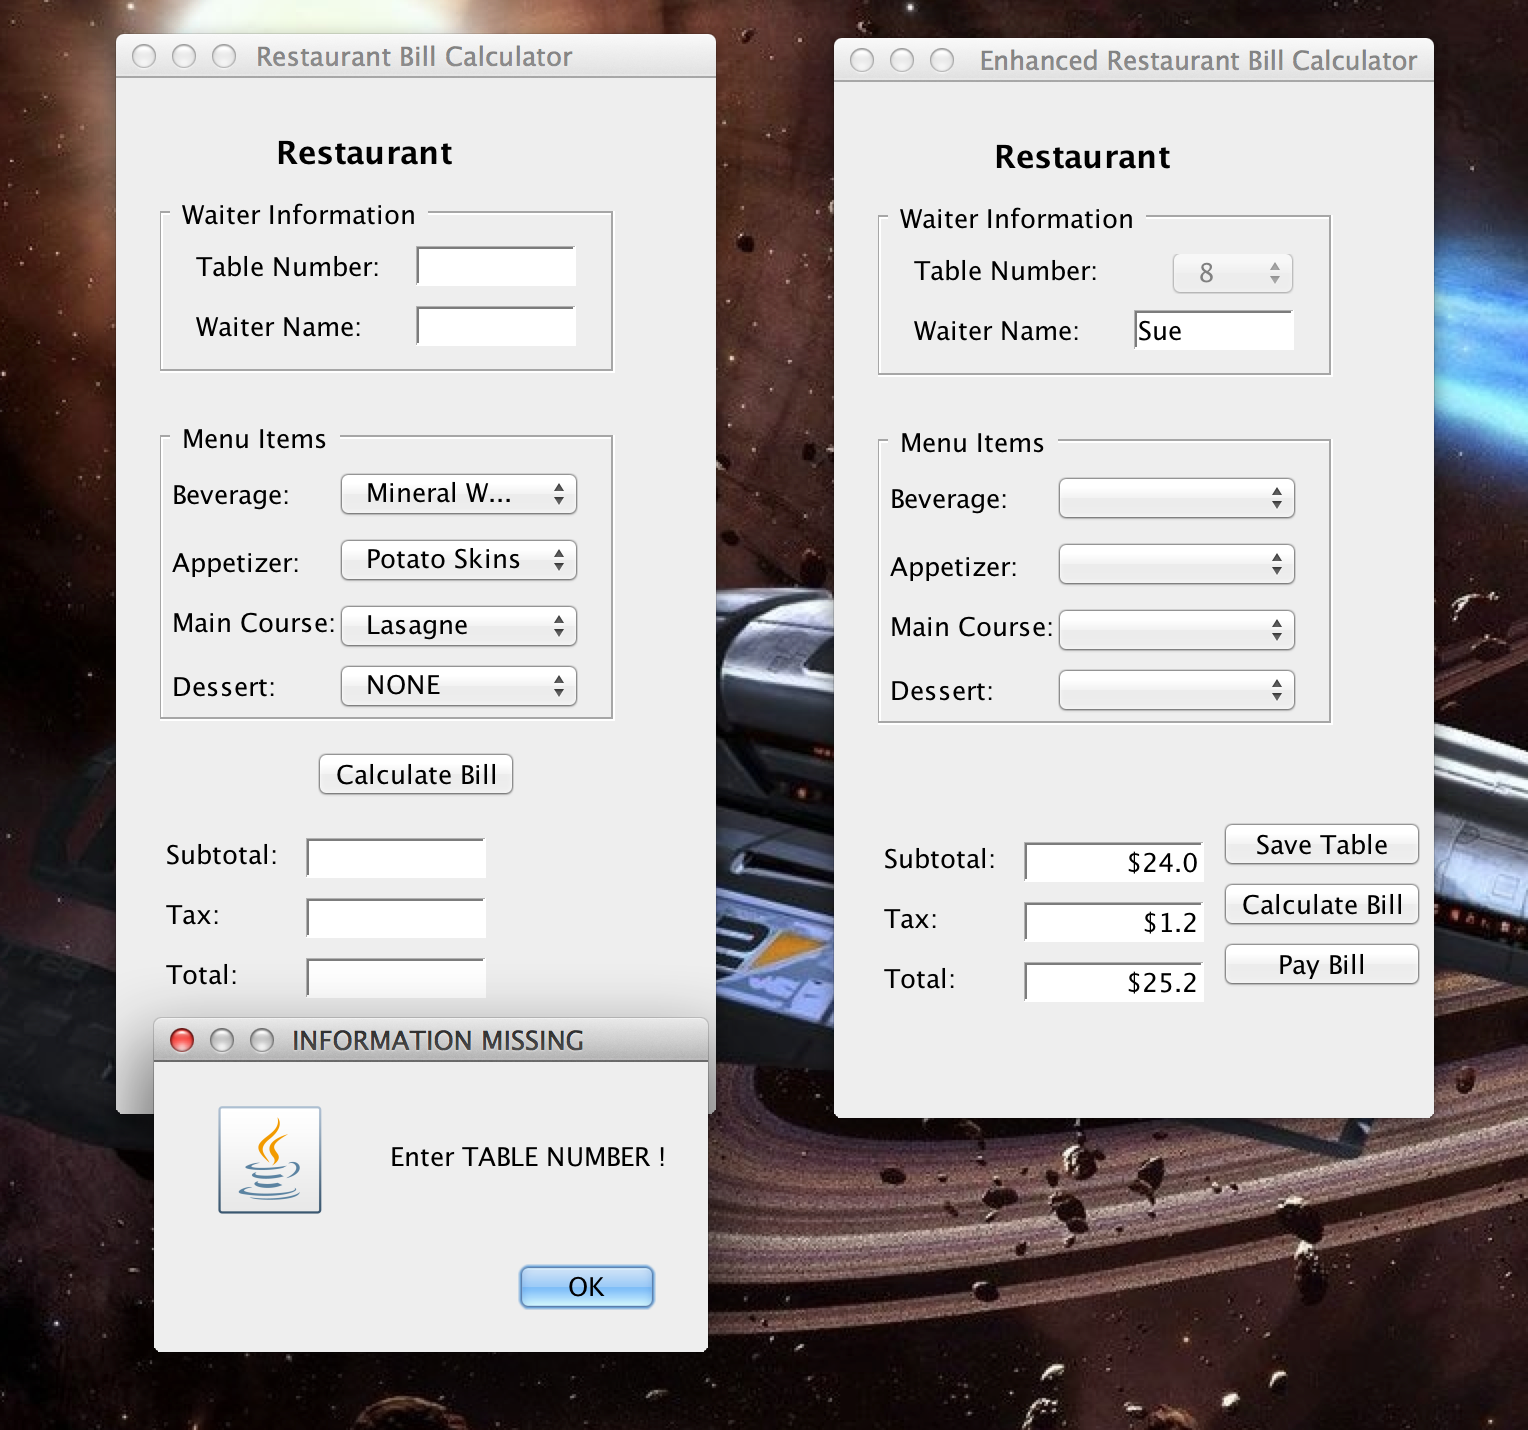 Restaurant Bill Calculator
Restaurant
Waiter Information
Table Number:
Waiter Name:
Menu Items
Beverage: Mineral W...
Appetizer: Potato Skins
Main Course: Lasagne
Dessert: NONE
Calculate Bill
Subtotal:
Tax:
Total:
INFORMATION MISSING
Enter TABLE NUMBER !
OK
Enhanced Restaurant Bill Calculator
Restaurant
Waiter Information
Table Number: 8
Waiter Name: Sue
Menu Items
Beverage:
Appetizer:
Main Course:
Dessert:
Subtotal: $24.0
Save Table
Tax: $1.2
Calculate Bill
Total: $25.2
Pay Bill